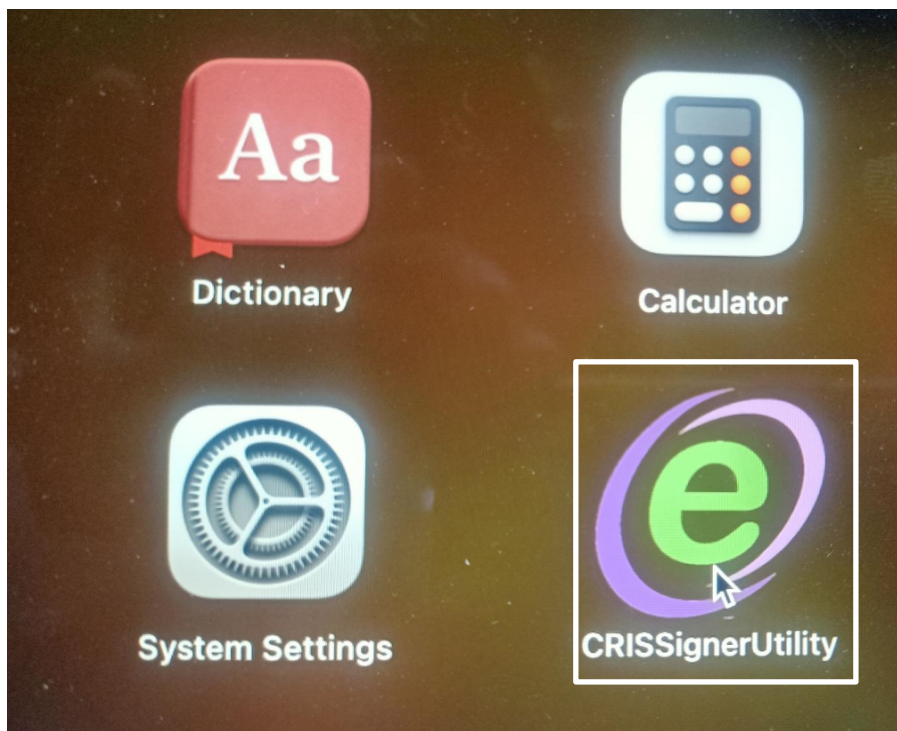 Aa
Dictionary
Calculator
System Settings
e
CRISSignerUtility